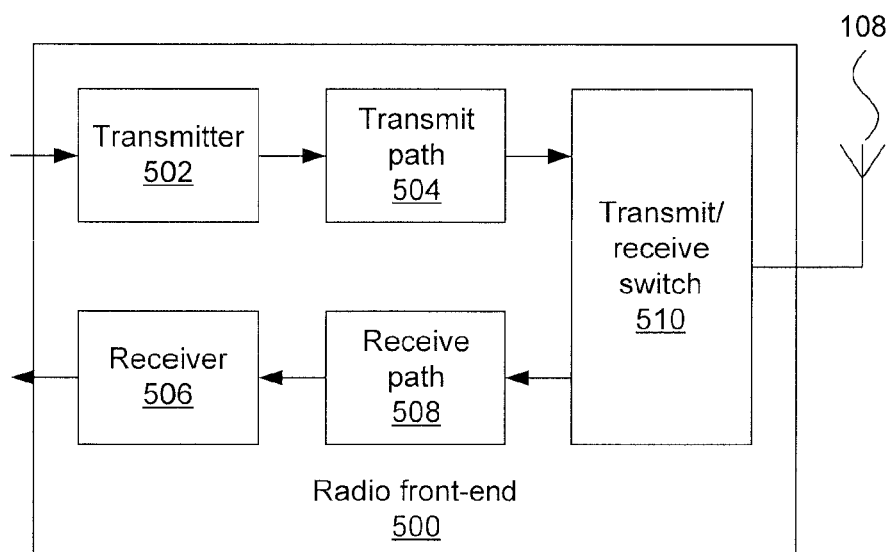 108
Transmitter
502
Transmit
path
504
Transmit/
receive
switch
510
Receiver
506
Receive
path
508
Radio front-end
500